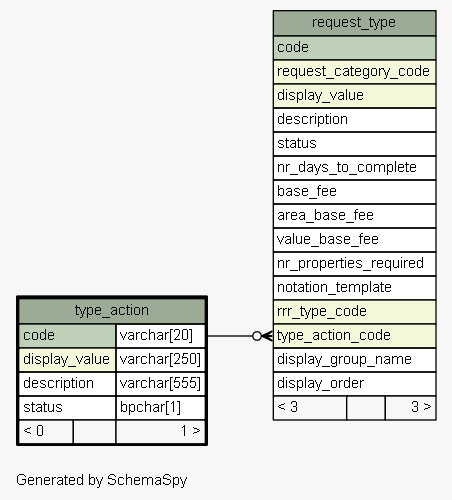 request_type
code
request_category_code
display_value
description
status
nr_days_to_complete
base_fee
area_base_fee
value_base_fee
nr_properties_required
notation_template
rrr_type_code
type_action_code
display_group_name
display_order
< 3 3 >
type_action
code varchar[20]
display_value varchar[250]
description varchar[555]
status bpchar[1]
< 0 1 >
Generated by SchemaSpy